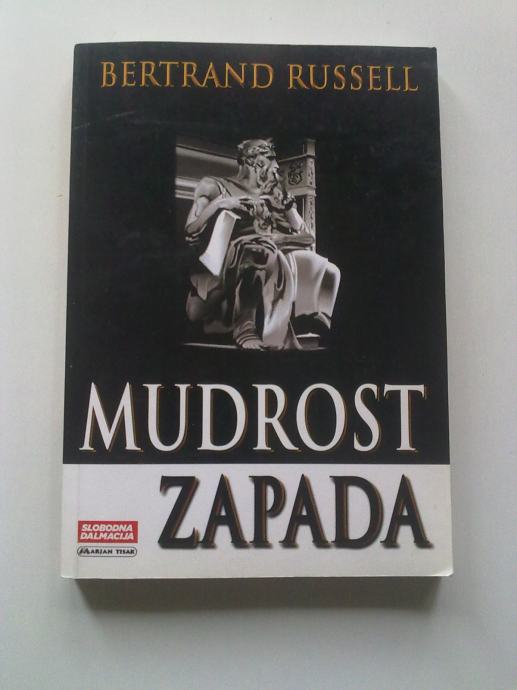 BERTRAND RUSSELL
MUDROST
ZAPADA
SLOBODNA
DALMACIJA
MARJAN TISAK